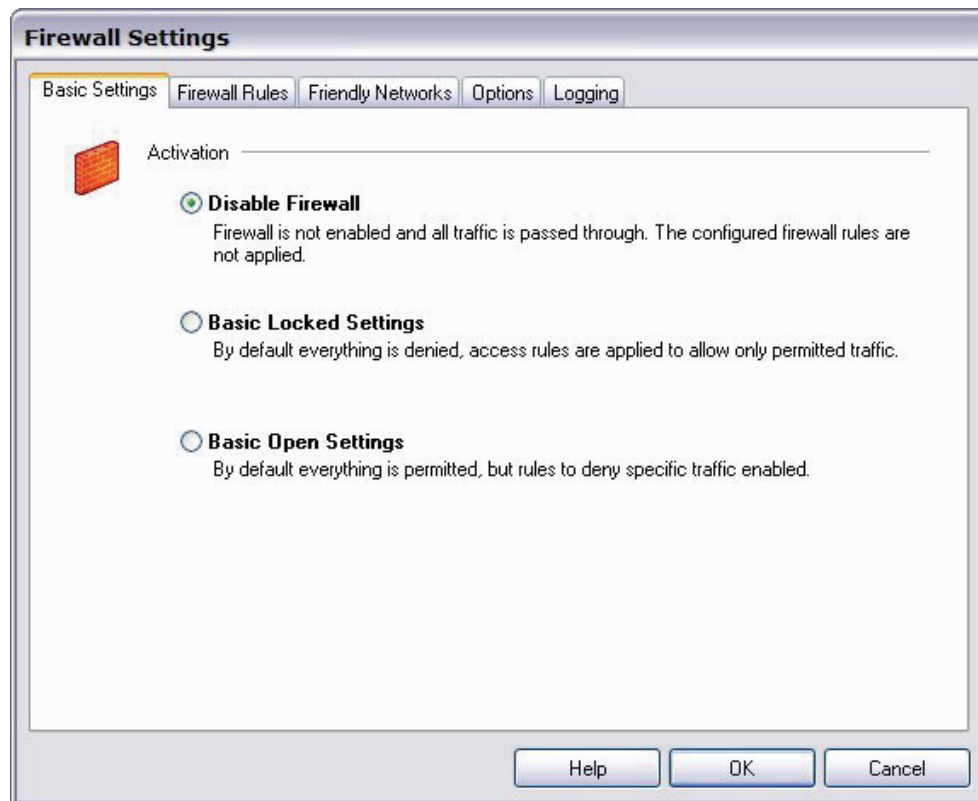 Firewall Settings
Basic Settings Firewall Rules Friendly Networks Options Logging
Activation
Disable Firewall
Firewall is not enabled and all traffic is passed through. The configured firewall rules are
not applied.
Basic Locked Settings
By default everything is denied, access rules are applied to allow only permitted traffic.
Basic Open Settings
By default everything is permitted, but rules to deny specific traffic enabled.
Help OK Cancel